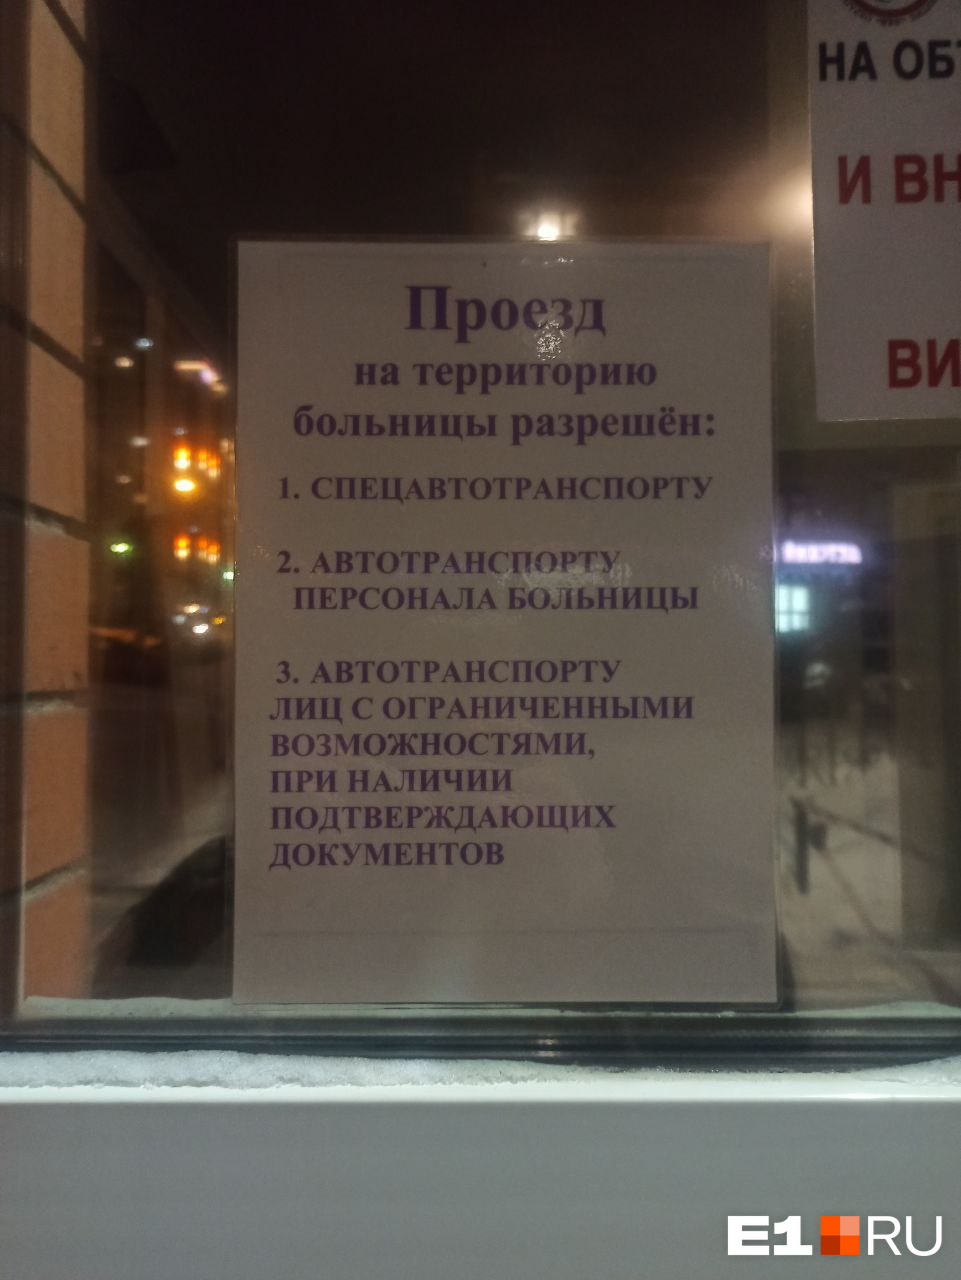 Проезд
на территорию
больницы разрешён:
1. СПЕЦАВТОТРАНСПОРТУ
2. АВТОТРАНСПОРТУ
ПЕРСОНАЛА БОЛЬНИЦЫ
3. АВТОТРАНСПОРТУ
ЛИЦ С ОГРАНИЧЕННЫМИ
ВОЗМОЖНОСТЯМИ,
ПРИ НАЛИЧИИ
ПОДТВЕРЖДАЮЩИХ
ДОКУМЕНТОВ
НА ОБ
И ВН
ВИ
E1.RU